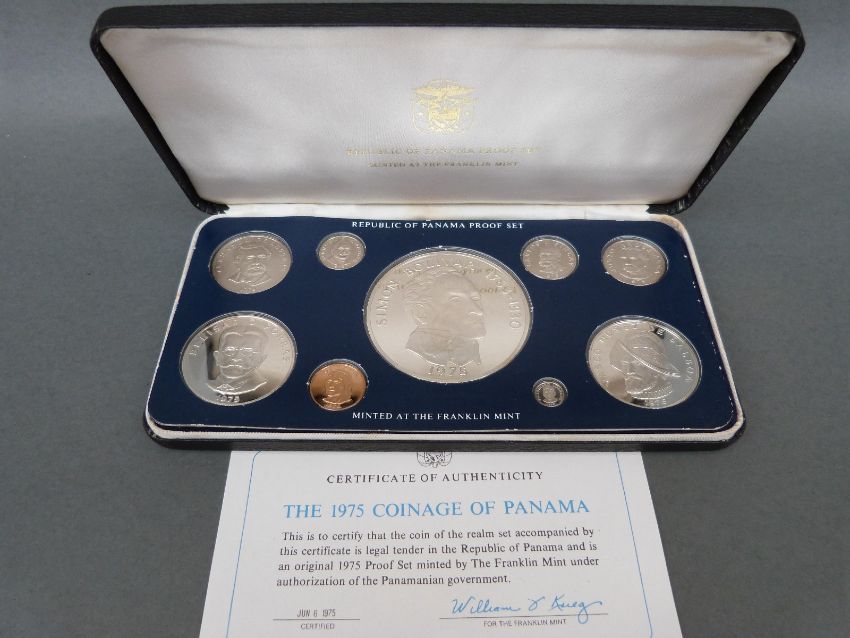 REPUBLIC OF PANAMA PROOF SET
MINTED AT THE FRANKLIN MINT
REPUBLIC OF PANAMA PROOF SET
SIMON BOLIVAR
1975
1975
1975
MINTED AT THE FRANKLIN MINT
CERTIFICATE OF AUTHENTICITY
THE 1975 COINAGE OF PANAMA
This is to certify that the coin of the realm set accompanied by
this certificate is legal tender in the Republic of Panama and is
an original 1975 Proof Set minted by The Franklin Mint under
authorization of the Panamanian government.
JUN 6 1975
CERTIFIED
FOR THE FRANKLIN MINT